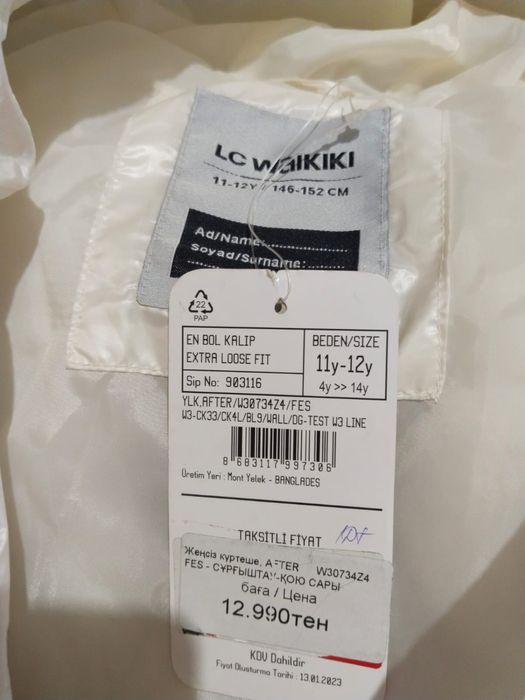 LC WAIKIKI
11-12Y / 146-152 CM
Ad/Name:
Soyad/Surname:
22
PAP
EN BOL KALIP
EXTRA LOOSE FIT
Sip No: 903116
BEDEN/SIZE
11y-12y
4y >> 14y
YLK,AFTER/W30734Z4/FES
W3-CK33/CK4L/BL9/WALL/DG-TEST W3 LINE
8 683117 997308
Üretim Yeri : Mont Yelek - BANGLADEŞ
TAKSİTLİ FİYAT
Жеңсіз күртеше, AFTER W30734Z4
FES - СҰРҒЫШТАУ-ҚОЮ САРЫ
баға / Цена
12.990тен
KDV Dahildir
Fiyat Oluşturma Tarihi : 13.01.2023